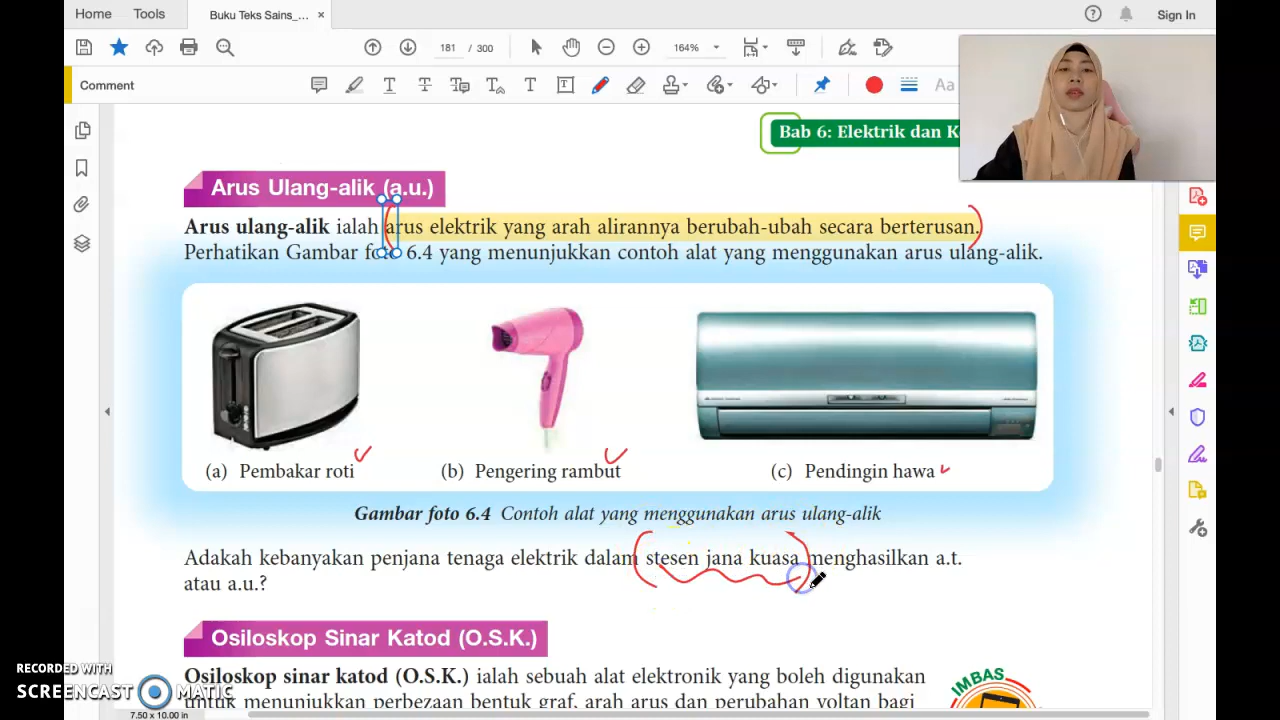 Home Tools Buku Teks Sains_... × Sign In
181 / 300 164%
Comment Aa
Bab 6: Elektrik dan K
Arus Ulang-alik (a.u.)
Arus ulang-alik ialah arus elektrik yang arah alirannya berubah-ubah secara berterusan.
Perhatikan Gambar foto 6.4 yang menunjukkan contoh alat yang menggunakan arus ulang-alik.
(a) Pembakar roti (b) Pengering rambut (c) Pendingin hawa
Gambar foto 6.4 Contoh alat yang menggunakan arus ulang-alik
Adakah kebanyakan penjana tenaga elektrik dalam stesen jana kuasa menghasilkan a.t.
atau a.u.?
Osiloskop Sinar Katod (O.S.K.)
Osiloskop sinar katod (O.S.K.) ialah sebuah alat elektronik yang boleh digunakan
untuk menunjukkan perbezaan bentuk graf, arah arus dan perubahan voltan bagi
IMBAS
RECORDED WITH
SCREENCAST MATIC
7.50 x 10.00 in